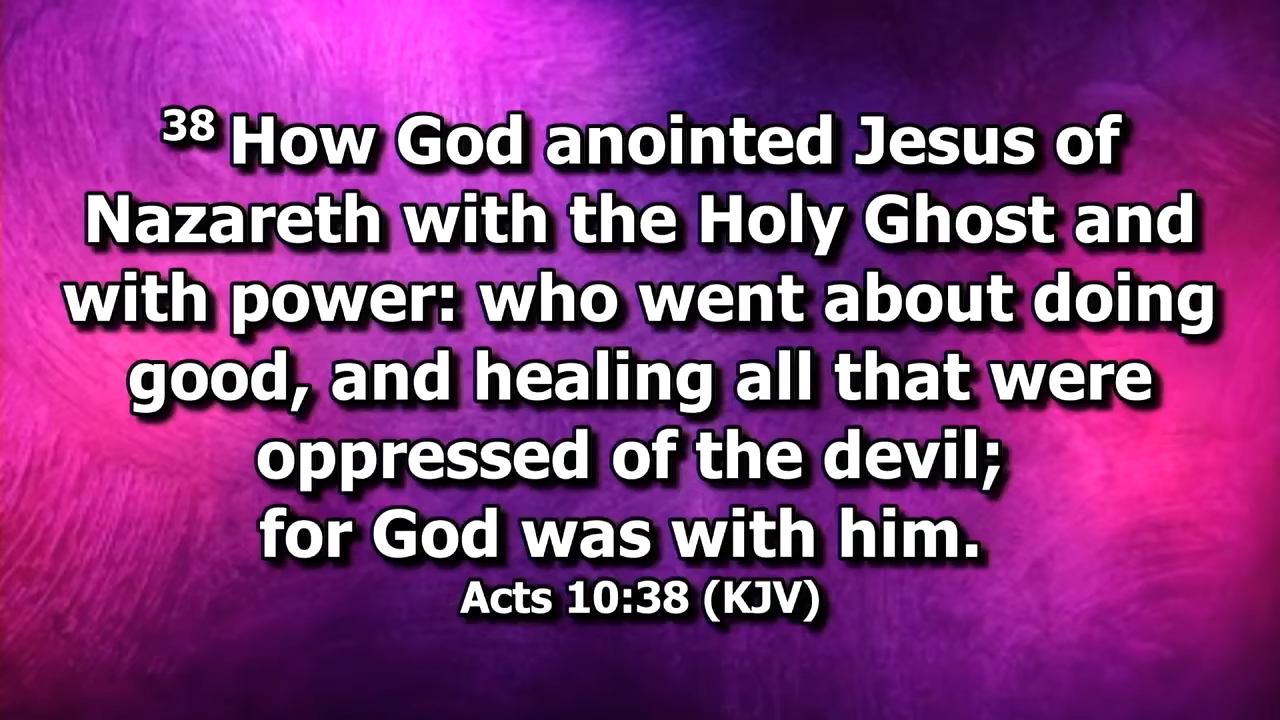 38 How God anointed Jesus of
Nazareth with the Holy Ghost and
with power: who went about doing
good, and healing all that were
oppressed of the devil;
for God was with him.
Acts 10:38 (KJV)